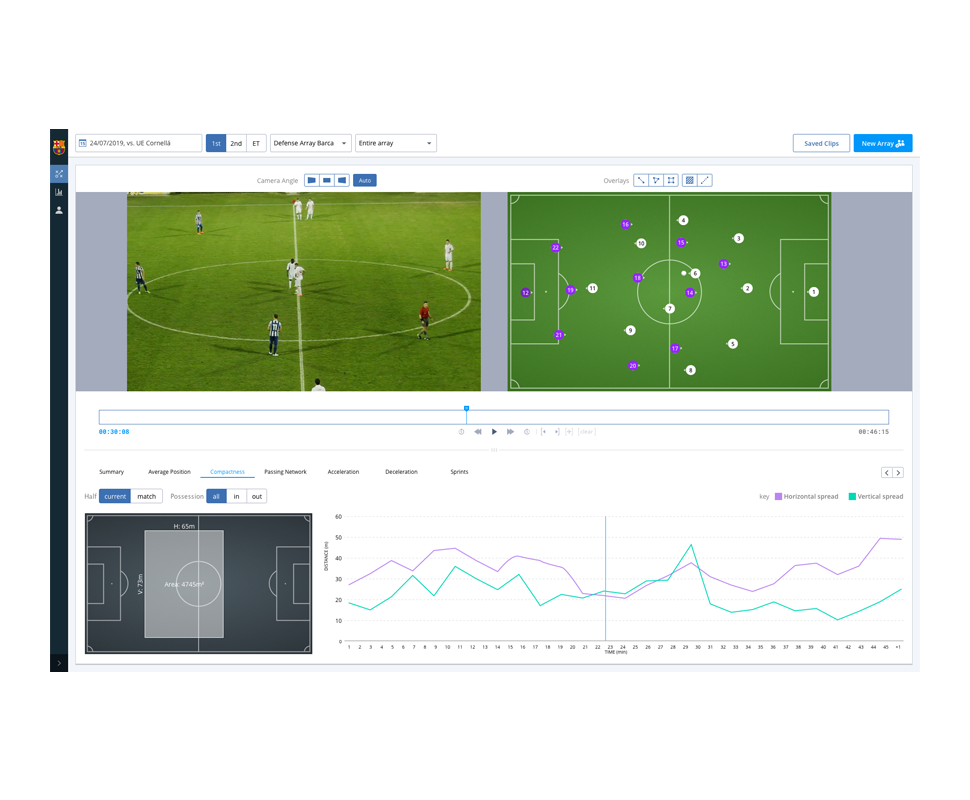 24/07/2019, vs. UE Cornellà 1st 2nd ET Defense Array Barca Entire array Saved Clips New Array
Camera Angle Auto Overlays
4
16
3
10 15
22
13
6
18
11 2
19
12 14 1
7
9
21
5
17
20
8
00:30:08 00:46:15
Summary Average Position Compactness Passing Network Acceleration Deceleration Sprints
Half current match Possession all in out key Horizontal spread Vertical spread
H: 65m
V: 73m
Area: 4745m²
DISTANCE (m)
60
50
40
30
20
10
0
1 2 3 4 5 6 7 8 9 10 11 12 13 14 15 16 17 18 19 20 21 22 23 24 25 26 27 28 29 30 31 32 33 34 35 36 37 38 39 40 41 42 43 44 45 +1
TIME (min)